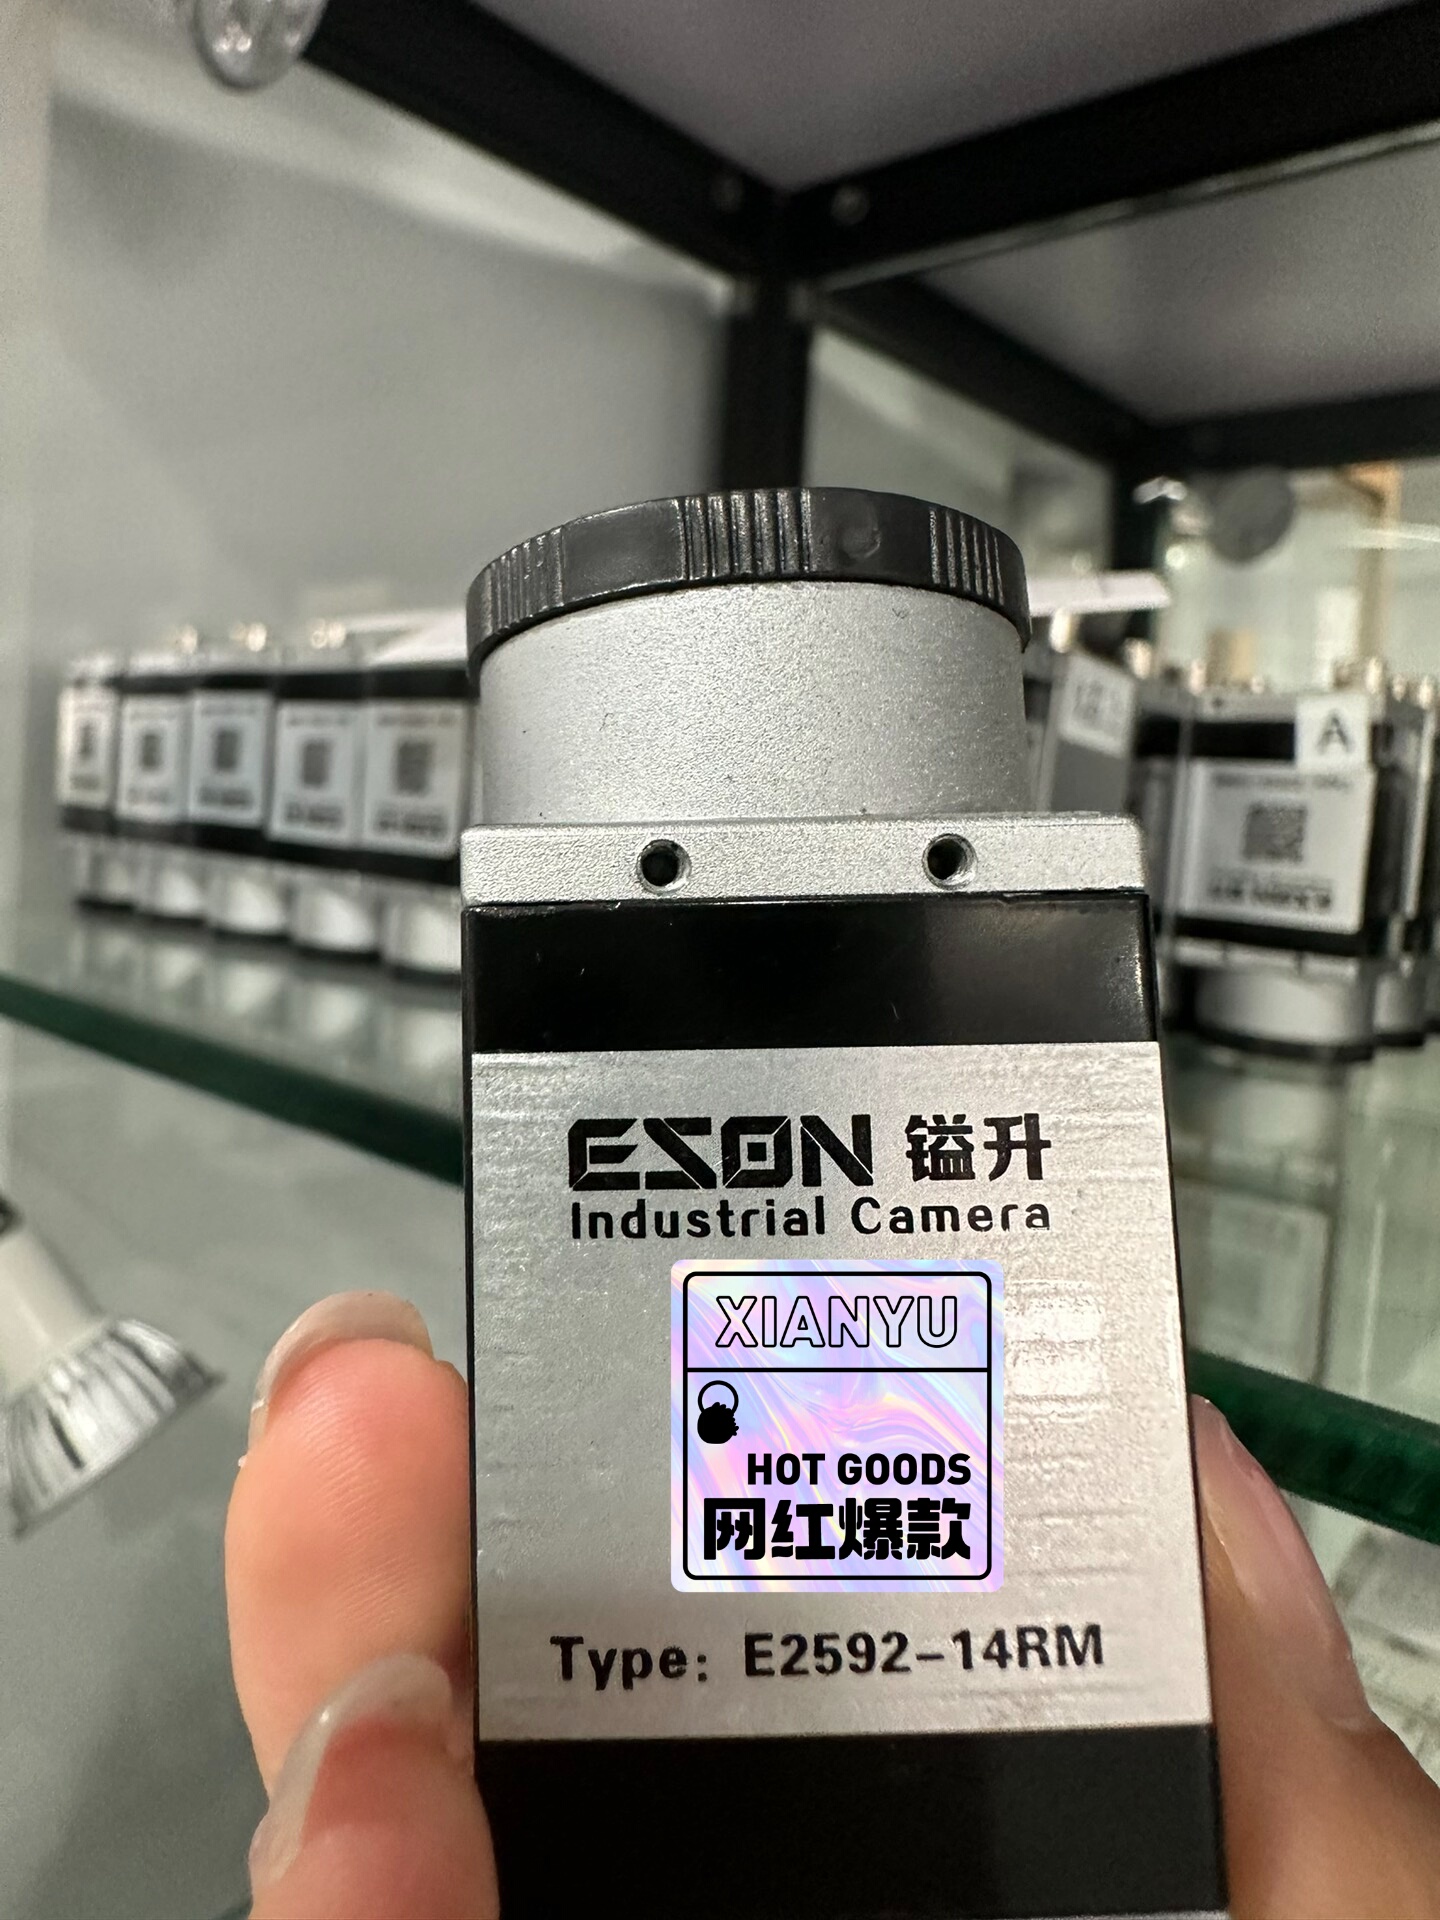 ESON 镒升
Industrial Camera
XIANYU
HOT GOODS
网红爆款
Type: E2592-14RM
A